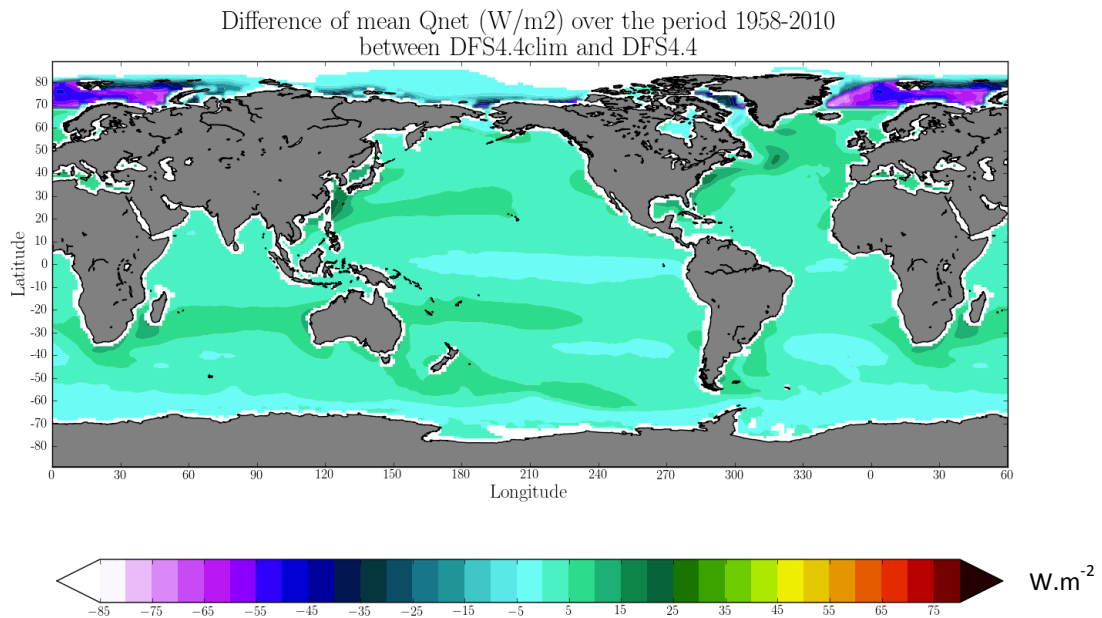 Difference of mean Qnet (W/m2) over the period 1958-2010
between DFS4.4clim and DFS4.4
80
70
60
50
40
30
20
10
0
-10
-20
-30
-40
-50
-60
-70
-80
Latitude
0 30 60 90 120 150 180 210 240 270 300 330 0 30 60
Longitude
−85 −75 −65 −55 −45 −35 −25 −15 −5 5 15 25 35 45 55 65 75
W.m-2